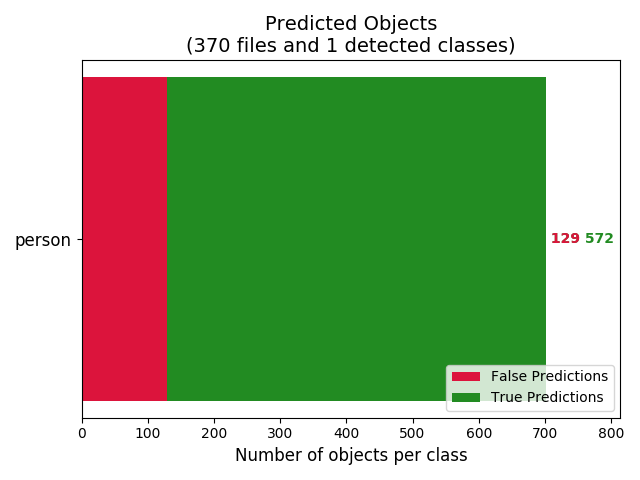 Predicted Objects
(370 files and 1 detected classes)
person
129 572
False Predictions
True Predictions
0 100 200 300 400 500 600 700 800
Number of objects per class